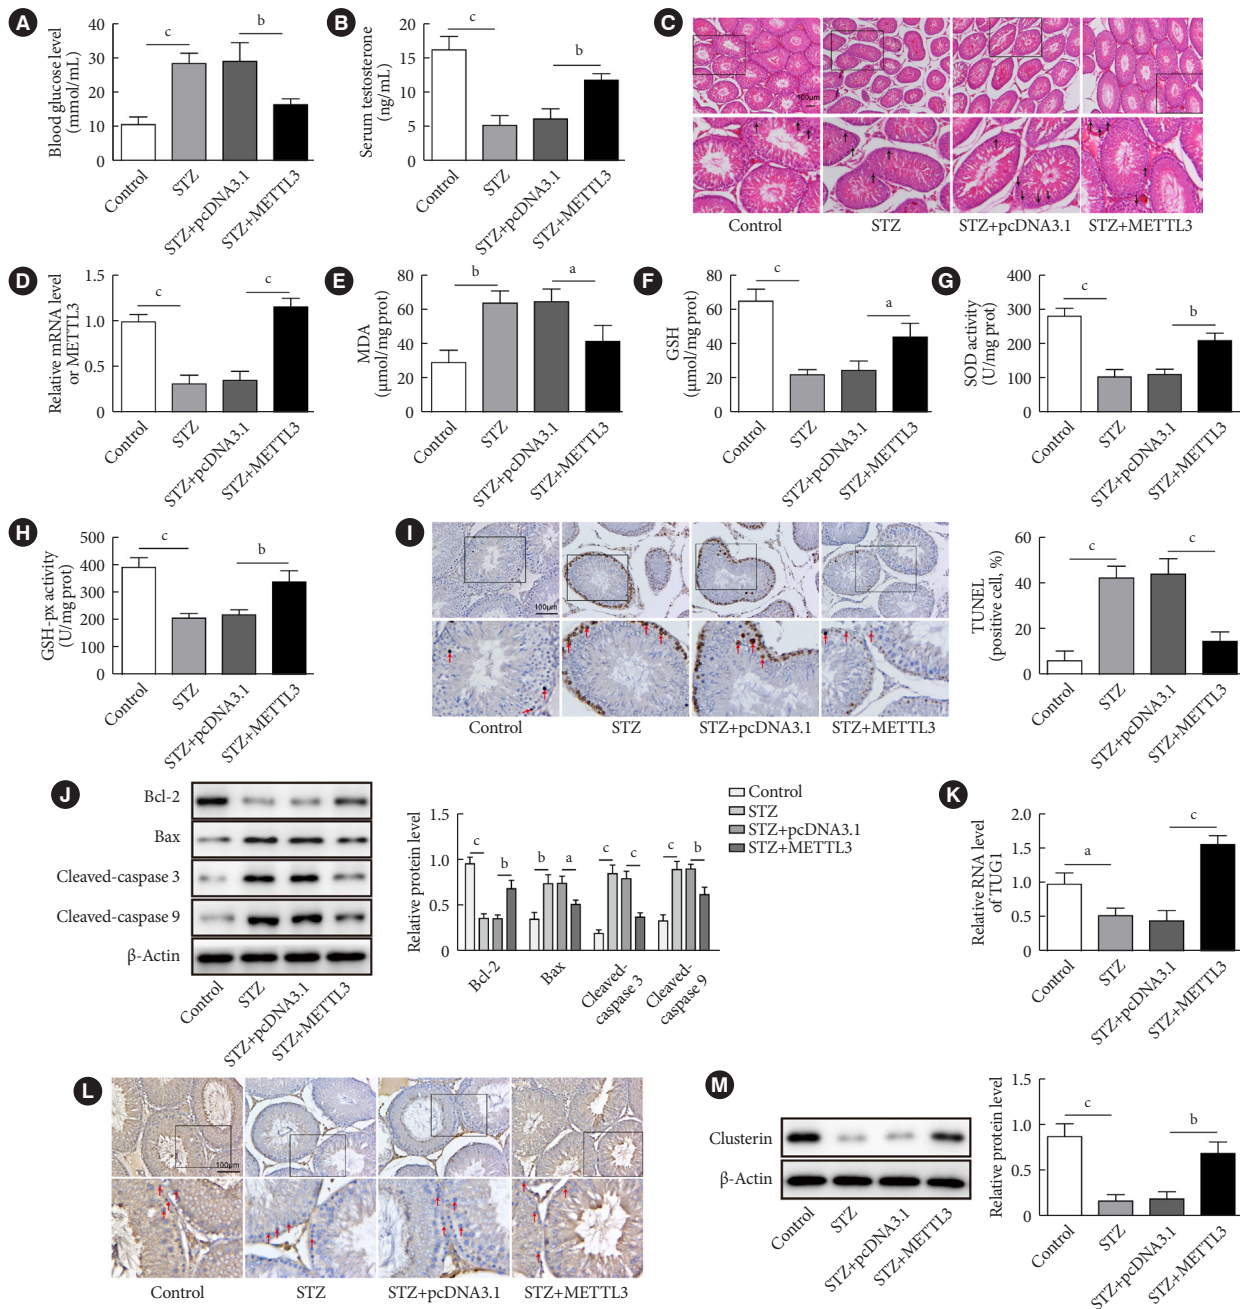 A
Blood glucose level
(mmol/mL)
40
30
20
10
0
c
b
Control
STZ
STZ+pcDNA3.1
STZ+METTL3
B
Serum testosterone
(ng/mL)
20
15
10
5
0
c
b
Control
STZ
STZ+pcDNA3.1
STZ+METTL3
C
100μm
Control
STZ
STZ+pcDNA3.1
STZ+METTL3
D
Relative mRNA level
or METTL3
1.5
1.0
0.5
0
c
c
Control
STZ
STZ+pcDNA3.1
STZ+METTL3
E
MDA
(μmol/mg prot)
80
60
40
20
0
b
a
Control
STZ
STZ+pcDNA3.1
STZ+METTL3
F
GSH
(μmol/mg prot)
80
60
40
20
0
c
a
Control
STZ
STZ+pcDNA3.1
STZ+METTL3
G
SOD activity
(U/mg prot)
400
300
200
100
0
c
b
Control
STZ
STZ+pcDNA3.1
STZ+METTL3
H
GSH-px activity
(U/mg prot)
500
400
300
200
100
0
c
b
Control
STZ
STZ+pcDNA3.1
STZ+METTL3
I
100μm
Control
STZ
STZ+pcDNA3.1
STZ+METTL3
TUNEL
(positive cell, %)
60
40
20
0
c
c
Control
STZ
STZ+pcDNA3.1
STZ+METTL3
J
Bcl-2
Bax
Cleaved-caspase 3
Cleaved-caspase 9
β-Actin
Control
STZ
STZ+pcDNA3.1
STZ+METTL3
Relative protein level
1.5
1.0
0.5
0
c
b
b
a
c
c
c
b
Bcl-2
Bax
Cleaved-
caspase 3
Cleaved-
caspase 9
Control
STZ
STZ+pcDNA3.1
STZ+METTL3
K
Relative RNA level
of TUG1
2.0
1.5
1.0
0.5
0
a
c
Control
STZ
STZ+pcDNA3.1
STZ+METTL3
L
100μm
Control
STZ
STZ+pcDNA3.1
STZ+METTL3
M
Clusterin
β-Actin
Control
STZ
STZ+pcDNA3.1
STZ+METTL3
Relative protein level
1.5
1.0
0.5
0
c
b
Control
STZ
STZ+pcDNA3.1
STZ+METTL3